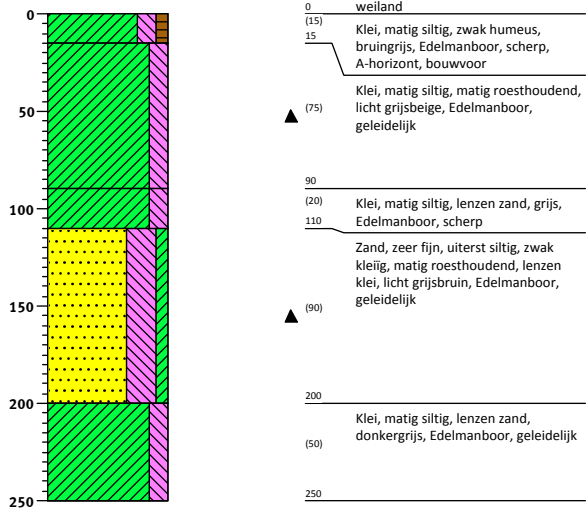 0
50
100
150
200
250
0 weiland
(15)
15
Klei, matig siltig, zwak humeus,
bruingrijs, Edelmanboor, scherp,
A-horizont, bouwvoor
Klei, matig siltig, matig roesthoudend,
(75) licht grijsbeige, Edelmanboor,
geleidelijk
90
(20) Klei, matig siltig, lenzen zand, grijs,
Edelmanboor, scherp
110
Zand, zeer fijn, uiterst siltig, zwak
kleiïg, matig roesthoudend, lenzen
klei, licht grijsbruin, Edelmanboor,
geleidelijk
(90)
200
Klei, matig siltig, lenzen zand,
donkergrijs, Edelmanboor, geleidelijk
(50)
250